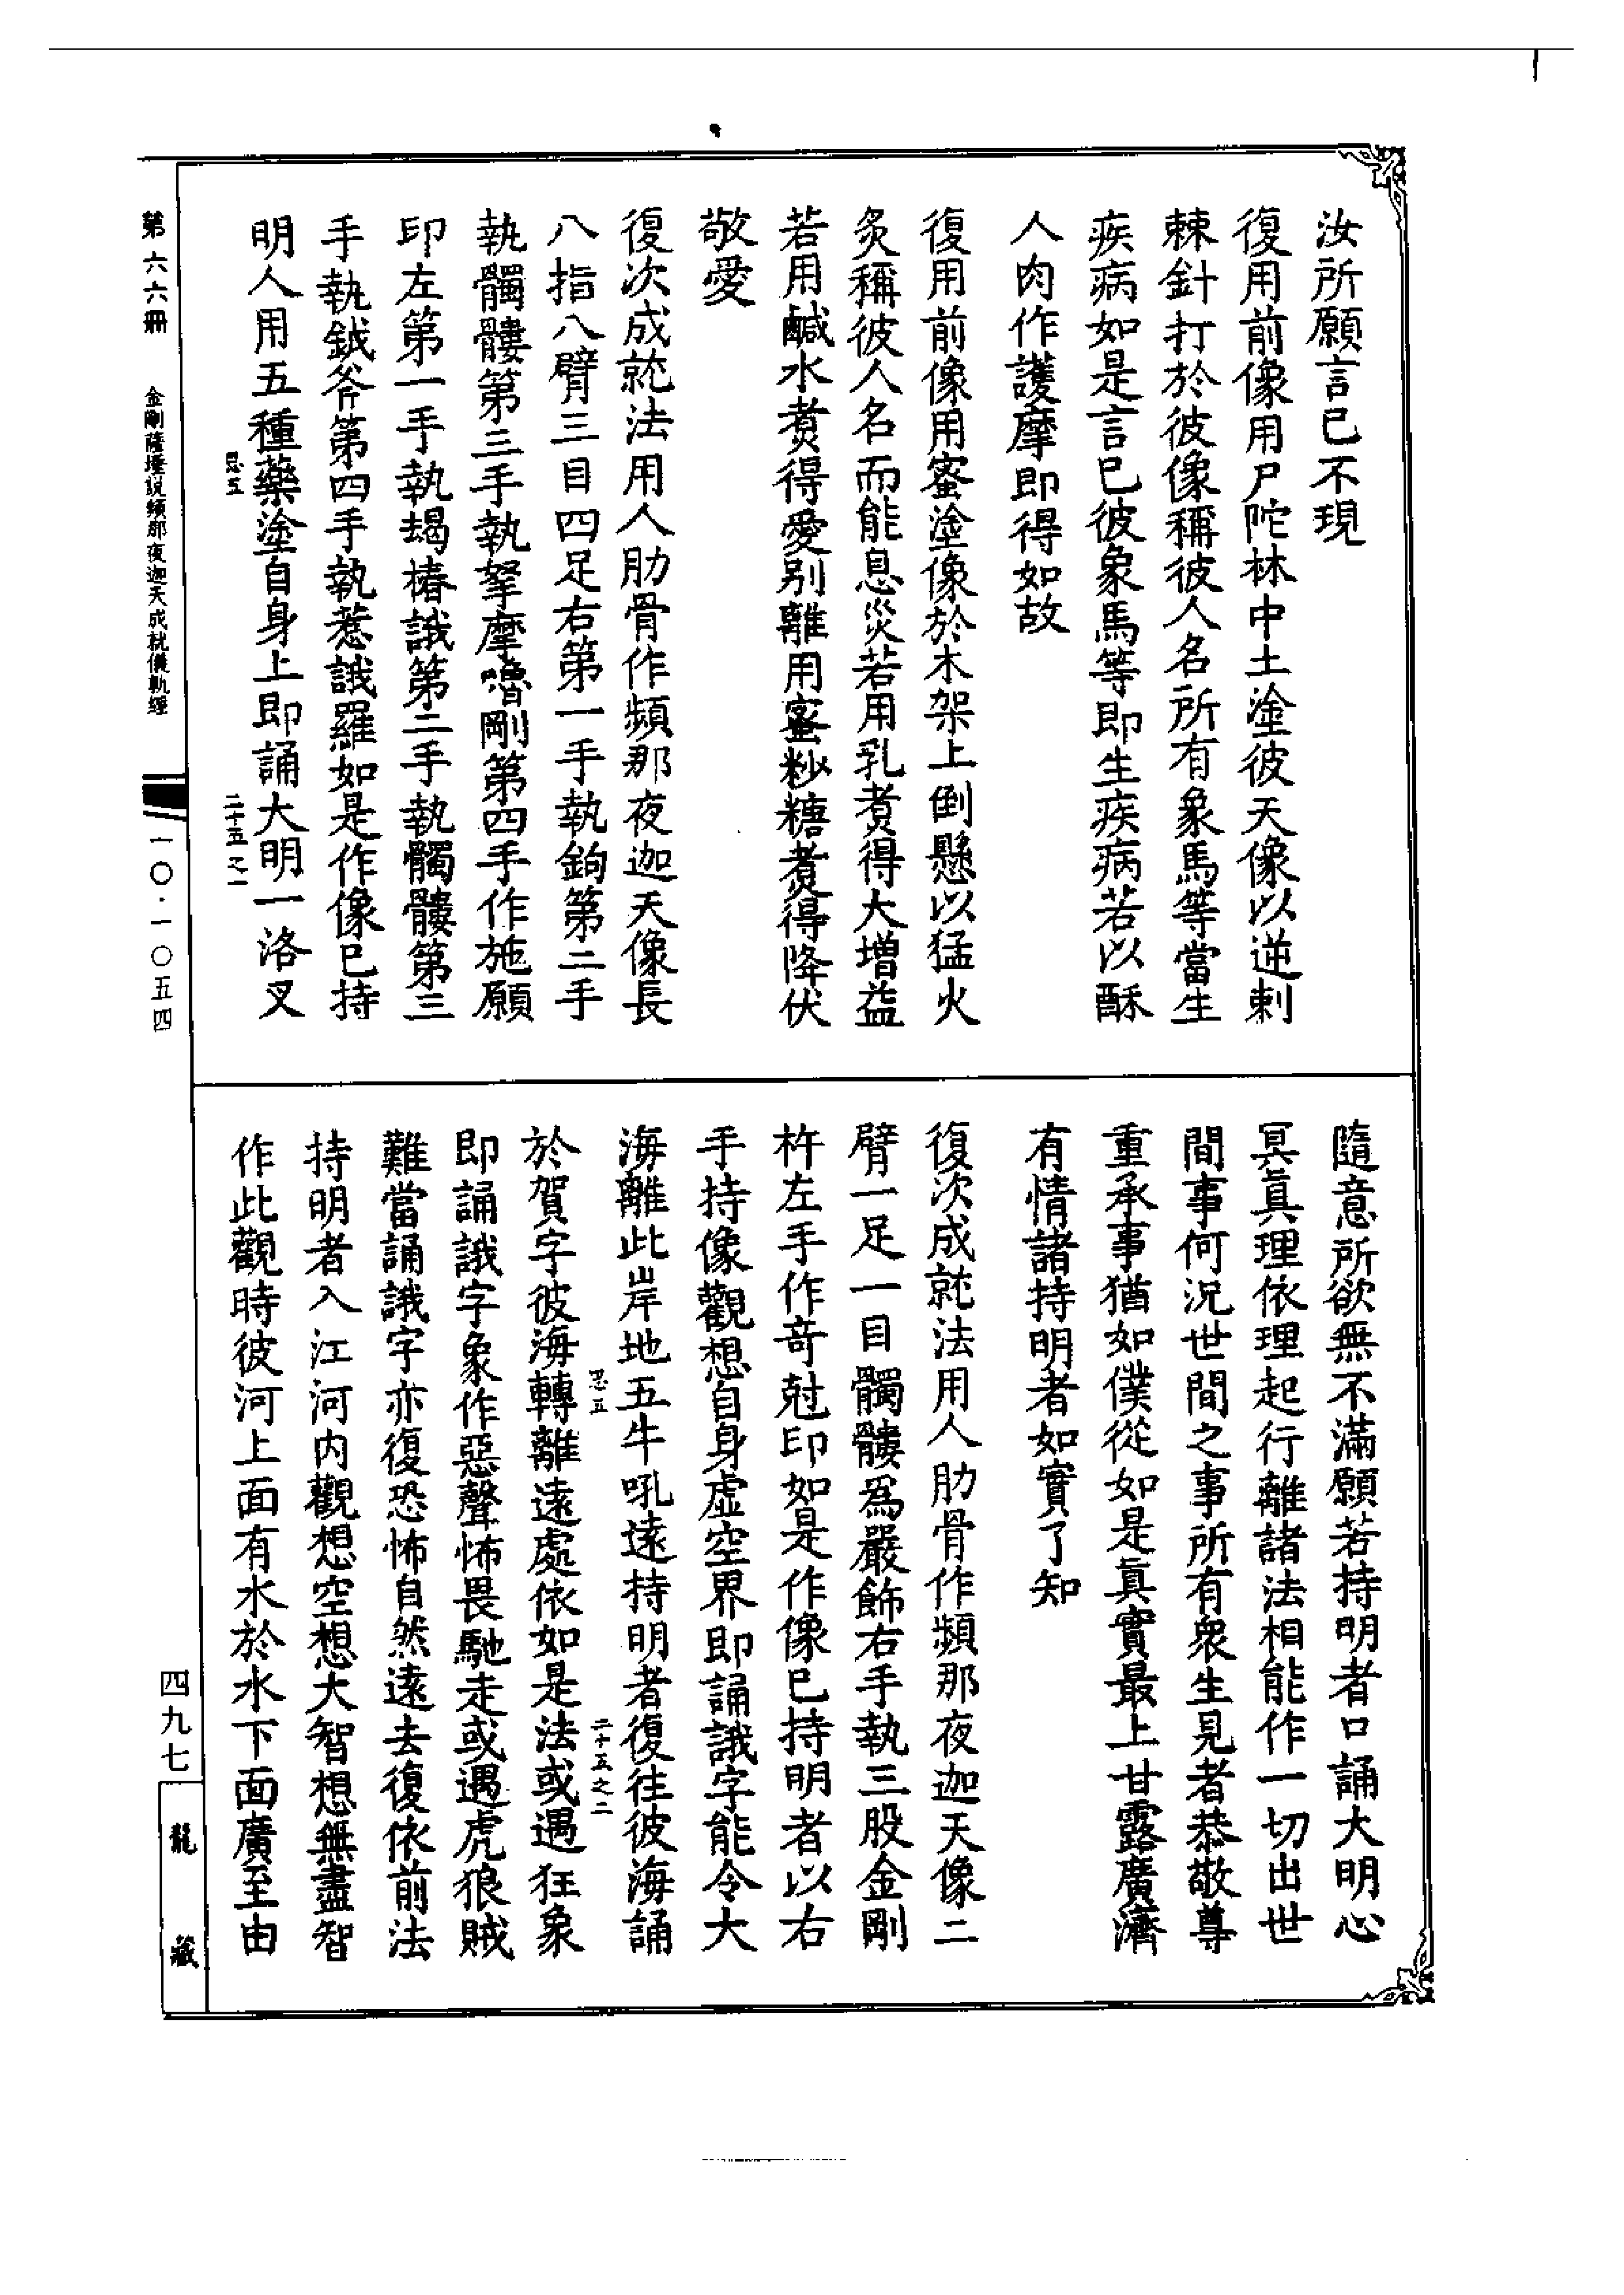 汝所願言已不現
復用前像用尸陀林中土塗彼天像以逆刺
棘針打於彼像稱彼人名所有象馬等當生
疾病如是言已彼象馬等即生疾病若以酥
人肉作護摩即得如故
復用前像用蜜塗像於木架上倒懸以猛火
炙稱彼人名而能息災若用乳煑得大增益
若用鹹水煑得愛別離用蜜粆糖煑得降伏
敬愛
復次成就法用人肋骨作頻那夜迦天像長
八指八臂三目四足右第一手執鉤第二手
執髑髏第三手執拏摩嚕剛第四手作施願
印左第一手執朅樁誐第二手執髑髏第三
手執鉞斧第四手執惹誐羅如是作像已持
明人用五種藥塗自身上即誦大明一洛叉
思五
二十五之一
隨意所欲無不滿願若持明者口誦大明心
冥真理依理起行離諸法相能作一切出世
間事何況世間之事所有衆生見者恭敬尊
重承事猶如僕從如是真實最上甘露廣濟
有情諸持明者如實了知
復次成就法用人肋骨作頻那夜迦天像二
臂一足一目髑髏爲嚴飾右手執三股金剛
杵左手作竒尅印如是作像已持明者以右
手持像觀想自身虛空界即誦誐字能令大
海離此岸地五牛吼遠持明者復往彼海誦
思五
二十五之二
於賀字彼海轉離遠處依如是法或遇狂象
即誦誐字象作惡聲怖畏馳走或遇虎狼賊
難當誦誐字亦復恐怖自然遠去復依前法
持明者入江河内觀想空想大智想無盡智
作此觀時彼河上面有水於水下面廣至由
第六六冊
金剛薩埵說頻那夜迦天成就儀軌經
一〇·一〇五四
四九七
龍藏